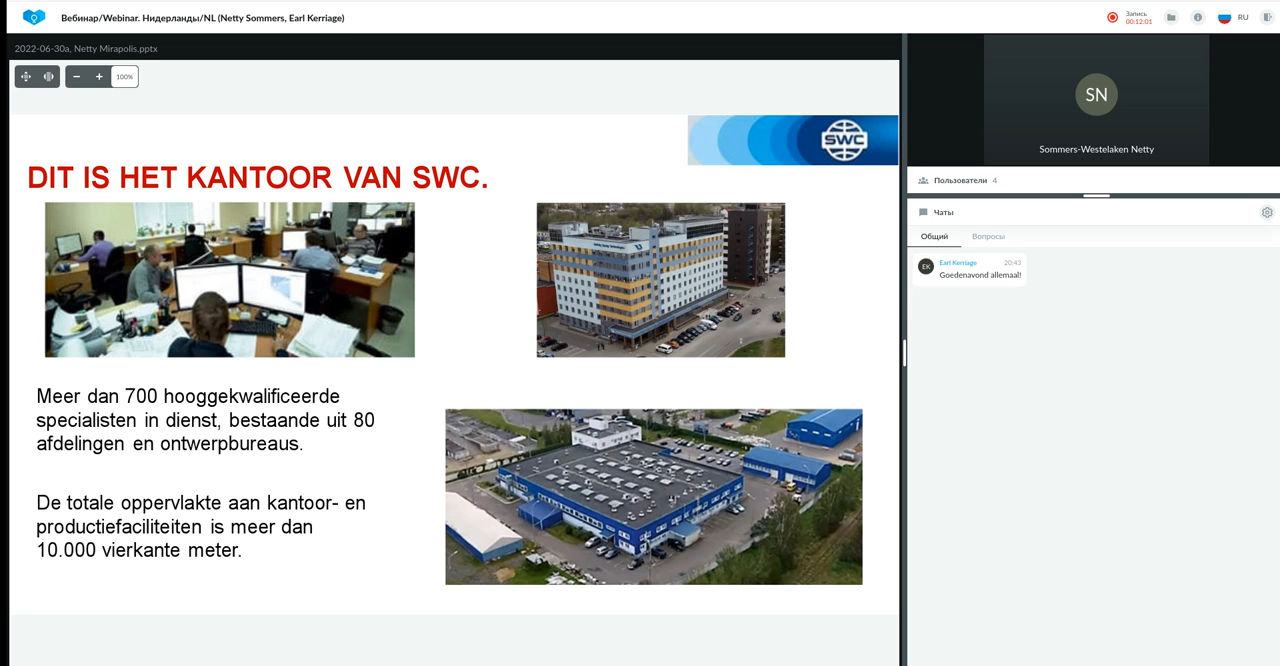 Вебинар/Webinar. Нидерланды/NL (Netty Sommers, Earl Kerriage)
Запись
00:12:01
RU
2022-06-30a, Netty Mirapolis.pptx
100%
SWC
DIT IS HET KANTOOR VAN SWC.
Meer dan 700 hooggekwalificeerde
specialisten in dienst, bestaande uit 80
afdelingen en ontwerpbureaus.
De totale oppervlakte aan kantoor- en
productiefaciliteiten is meer dan
10.000 vierkante meter.
SN
Sommers-Westelaken Netty
Пользователи 4
Чаты
Общий Вопросы
EK
Earl Kerriage 20:43
Goedenavond allemaal!